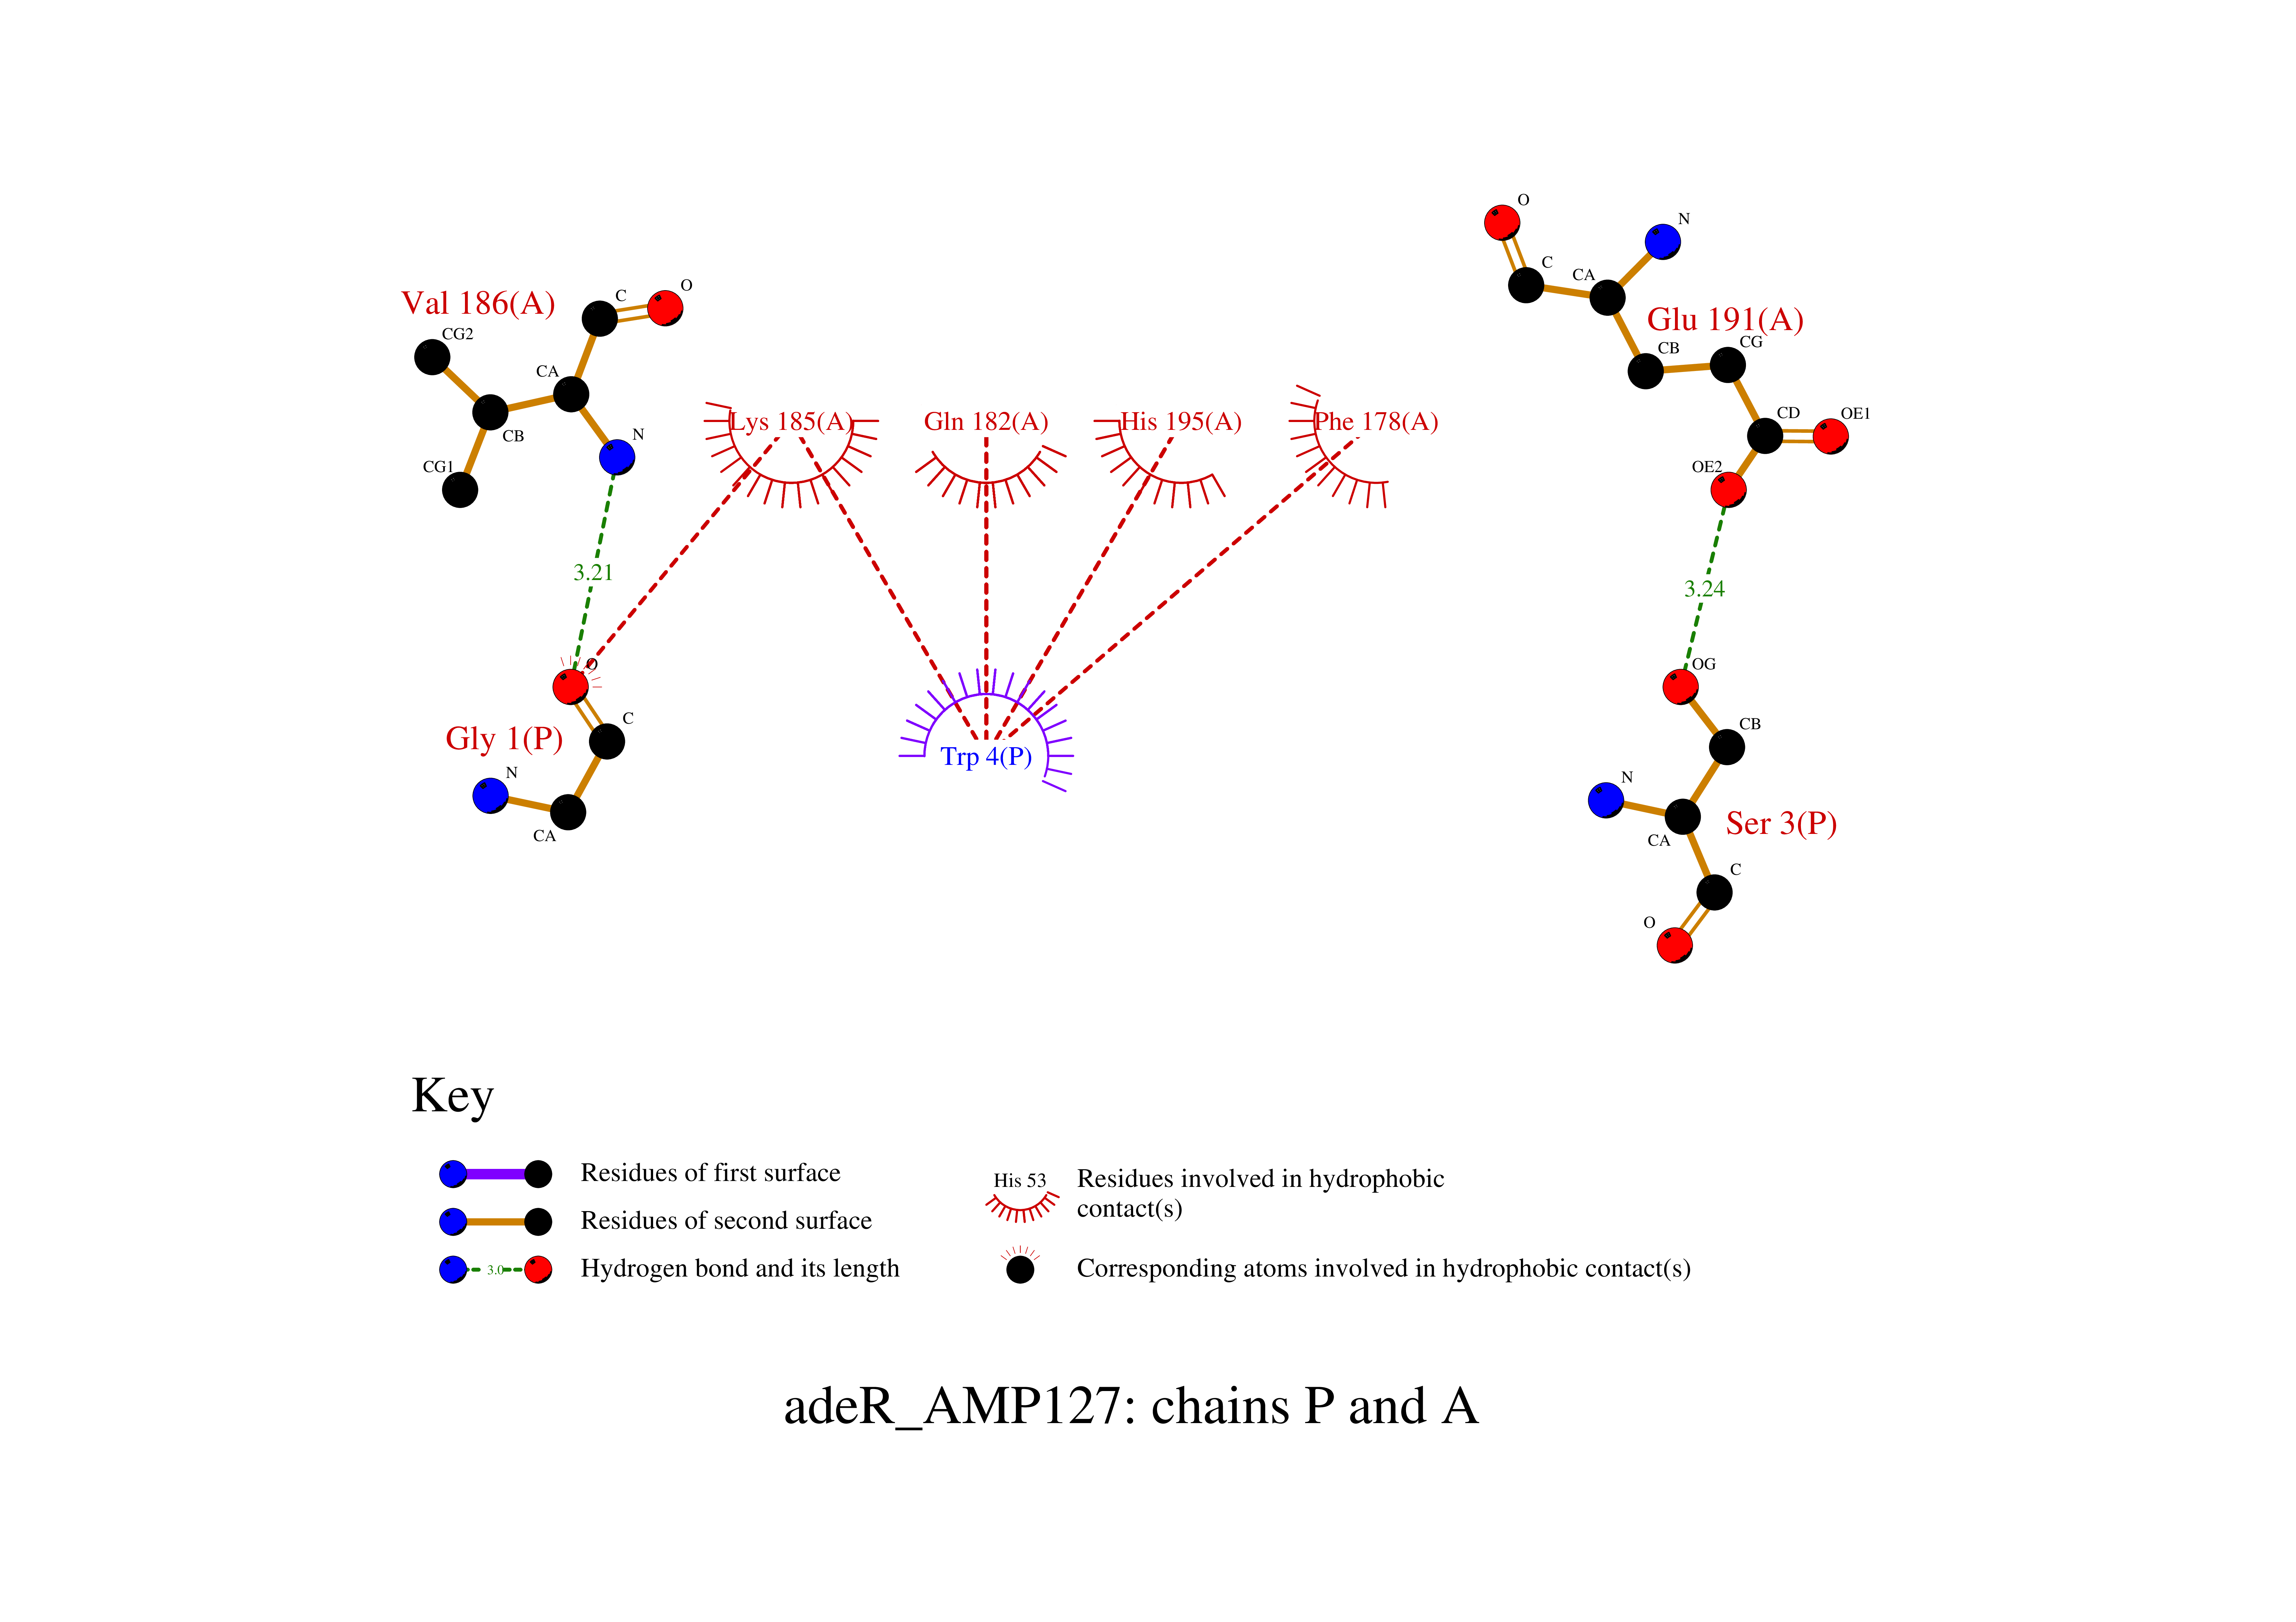 O
N
C
CA
Glu 191(A)
CG
CB
CD
OE1
OE2
C
O
Val 186(A)
CG2
CA
CB
N
CG1
Lys 185(A)
Gln 182(A)
His 195(A)
Phe 178(A)
3.21
3.24
O
C
Gly 1(P)
N
CA
Trp 4(P)
OG
CB
N
CA
Ser 3(P)
C
O
Key
Residues of first surface
Residues of second surface
3.0
Hydrogen bond and its length
His 53
Residues involved in hydrophobic
contact(s)
Corresponding atoms involved in hydrophobic contact(s)
adeR_AMP127: chains P and A